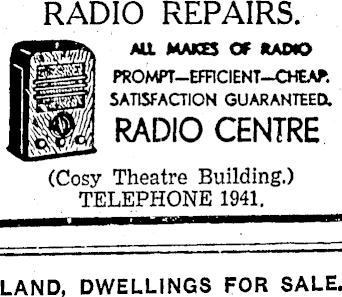 RADIO REPAIRS.
ALL MAKES OF RADIO
PROMPT—EFFICIENT—CHEAP.
SATISFACTION GUARANTEED.
RADIO CENTRE
(Cosy Theatre Building.)
TELEPHONE 1941.
LAND, DWELLINGS FOR SALE.